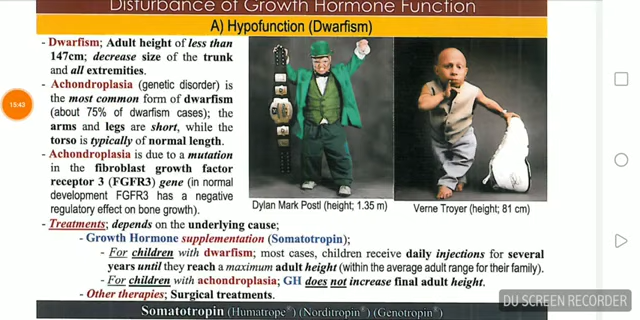 Disturbance of Growth Hormone Function
A) Hypofunction (Dwarfism)
- Dwarfism; Adult height of less than
147cm; decrease size of the trunk
and all extremities.
- Achondroplasia (genetic disorder) is
the most common form of dwarfism
(about 75% of dwarfism cases); the
arms and legs are short, while the
torso is typically of normal length.
- Achondroplasia is due to a mutation
in the fibroblast growth factor
receptor 3 (FGFR3) gene (in normal
development FGFR3 has a negative
regulatory effect on bone growth).
15:43
Dylan Mark Postl (height; 1.35 m)
Verne Troyer (height; 81 cm)
- Treatments; depends on the underlying cause;
- Growth Hormone supplementation (Somatotropin);
- For children with dwarfism; most cases, children receive daily injections for several
years until they reach a maximum adult height (within the average adult range for their family).
- For children with achondroplasia; GH does not increase final adult height.
- Other therapies; Surgical treatments.
DU SCREEN RECORDER
Somatotropin (Humatrope®) (Norditropin®) (Genotropin®)